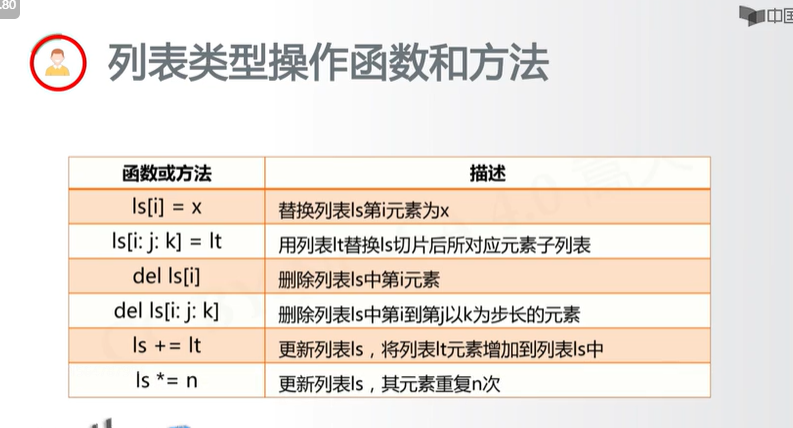 .80
中国
列表类型操作函数和方法
函数或方法 描述
ls[i] = x 替换列表ls第i元素为x
ls[i: j: k] = lt 用列表lt替换ls切片后所对应元素子列表
del ls[i] 删除列表ls中第i元素
del ls[i: j: k] 删除列表ls中第i到第j以k为步长的元素
ls += lt 更新列表ls，将列表lt元素增加到列表ls中
ls *= n 更新列表ls，其元素重复n次